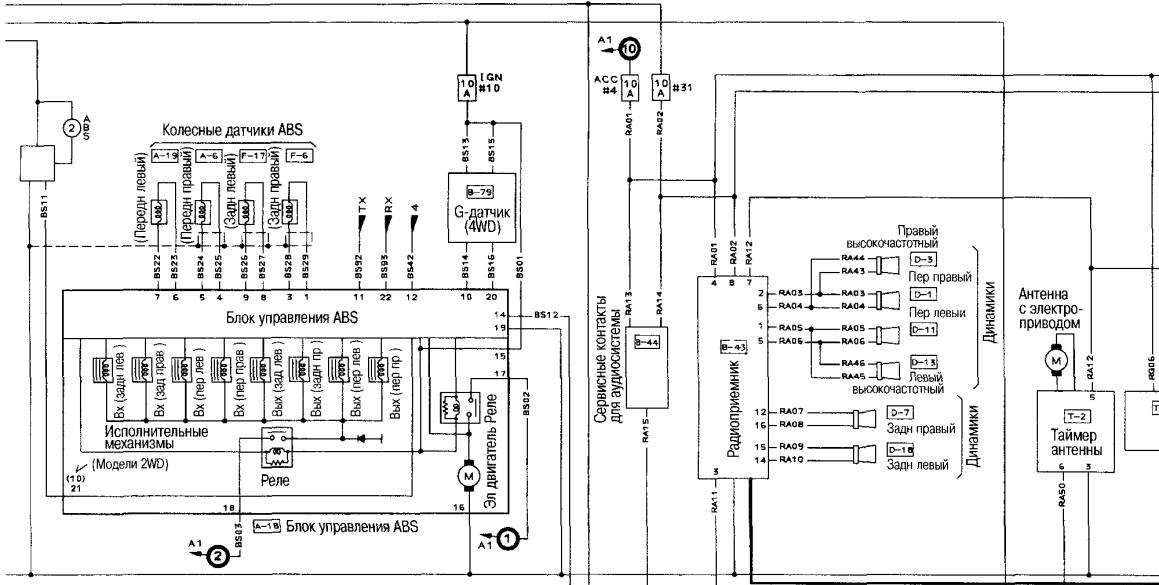 ABS
2
BS11
Колесные датчики ABS
A-19
A-6
F-17
F-6
(Передн левый)
(Передн правый)
(Задн левый)
(Задн правый)
BS22
BS23
BS24
BS25
BS26
BS27
BS28
BS29
TX
RX
4
BS92
BS93
BS42
10 A
IGN #10
BS13
BS15
B-79
G-датчик
(4WD)
BS14
BS16
BS01
7 6 5 4 9 8 3 1 11 22 12 10 20
Блок управления ABS
14
BS12
19
15
17
BS02
Вх (задн лев)
Вх (зад прав)
Вх (пер лев)
Вх (пер прав)
Вых (зад лев)
Вых (задн пр)
Вых (пер лев)
Вых (пер пр)
Исполнительные
механизмы
(Модели 2WD)
(10)
21
Реле
Эл двигатель Реле
M
18
16
BS03
A-18
Блок управления ABS
A1
2
A1
1
A1
10
ACC #4
10 A
10 A
#31
RA01
RA02
RA13
RA14
Сервисные контакты
для аудиосистемы
B-44
RA15
RA01
RA02
RA12
4 8 7
B-43
Радиоприемник
2
6
1
5
12
16
15
14
3
RA11
RA03
RA04
RA05
RA06
RA07
RA08
RA09
RA10
Правый
высокочастотный
RA44
RA43
D-3
Пер правый
RA03
RA04
D-1
Пер левый
RA05
RA06
D-11
RA46
RA45
D-13
Левый
высокочастотный
Динамики
D-7
Задн правый
D-18
Задн левый
Динамики
Антенна
с электро-
приводом
M
RA12
5
T-2
Таймер
антенны
6
3
RA50
RG06